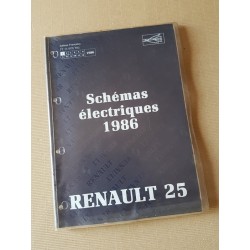 Schémas
électriques
1986
RENAULT 25